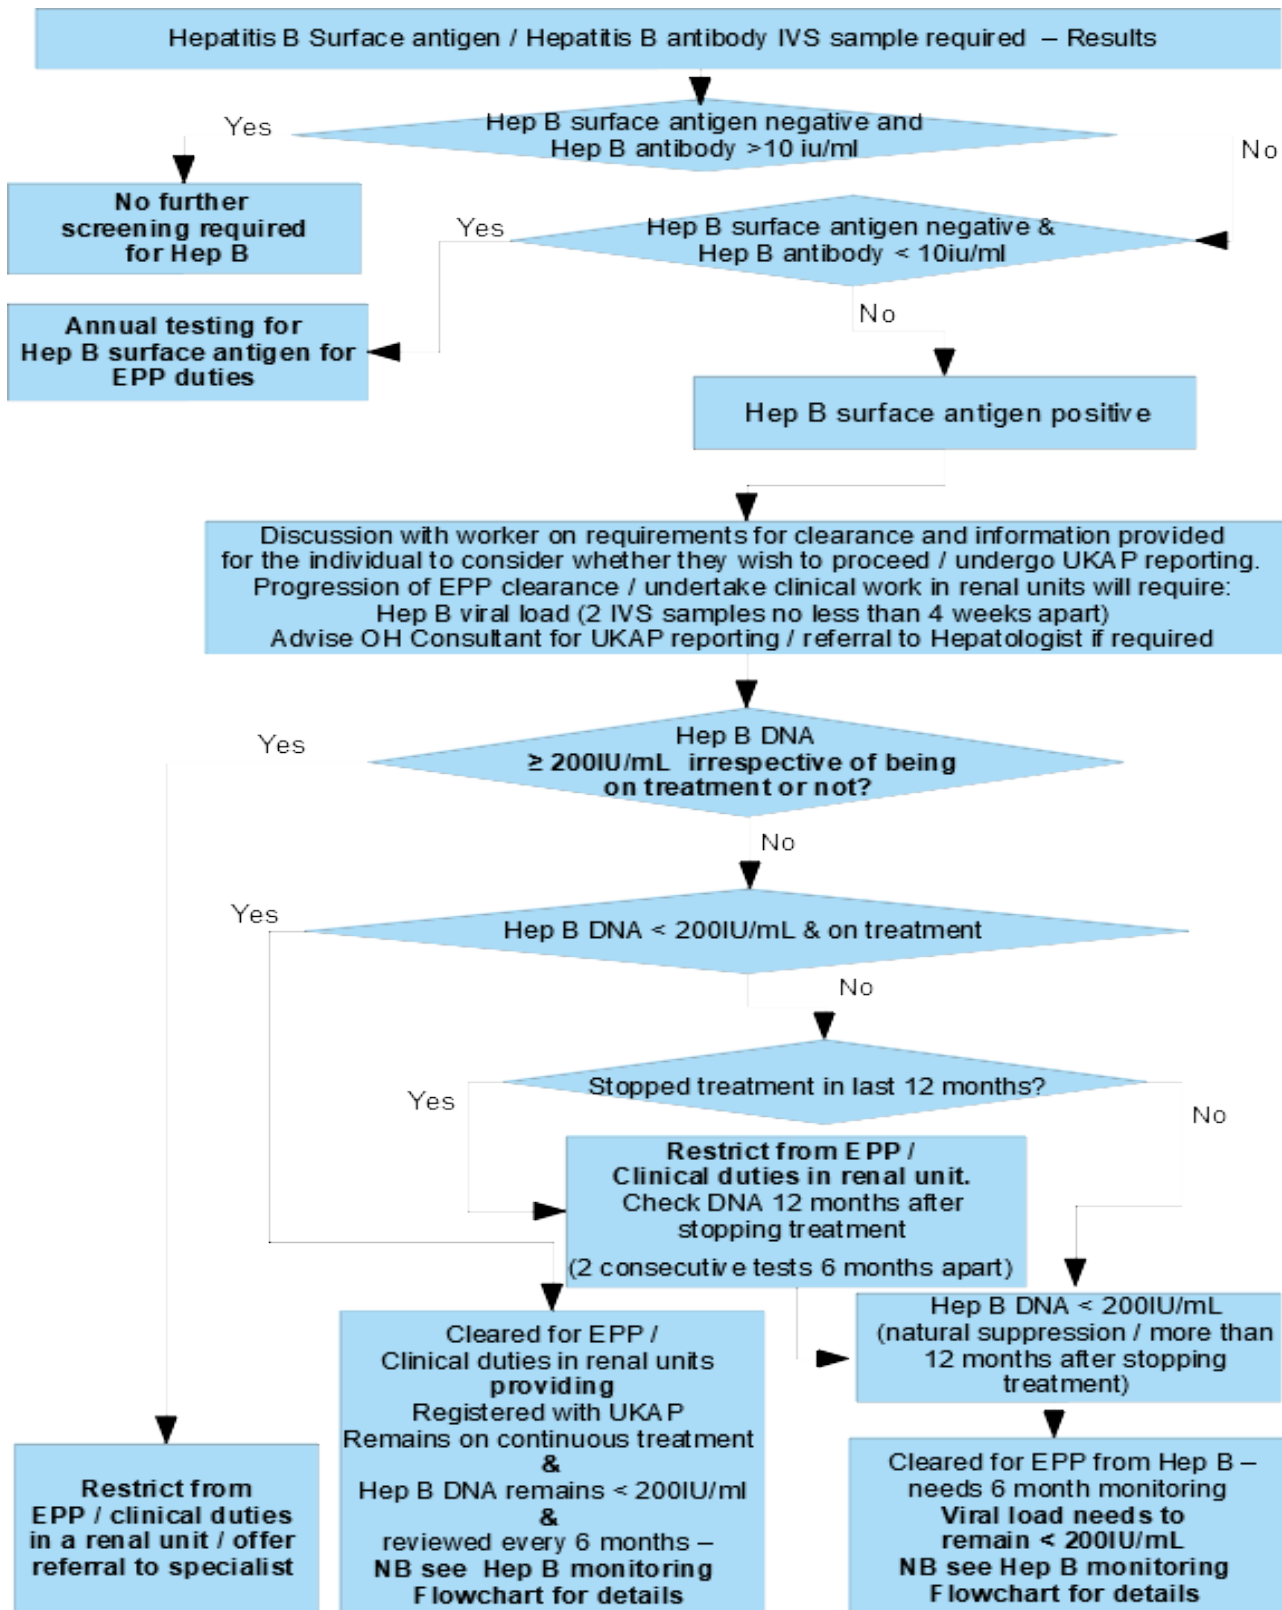 Hepatitis B Surface antigen / Hepatitis B antibody IVS sample required – Results
Hep B surface antigen negative and
Hep B antibody >10 iu/ml
Yes
No
No further
screening required
for Hep B
Hep B surface antigen negative &
Hep B antibody < 10iu/ml
Yes
No
Annual testing for
Hep B surface antigen for
EPP duties
Hep B surface antigen positive
Discussion with worker on requirements for clearance and information provided
for the individual to consider whether they wish to proceed / undergo UKAP reporting.
Progression of EPP clearance / undertake clinical work in renal units will require:
Hep B viral load (2 IVS samples no less than 4 weeks apart)
Advise OH Consultant for UKAP reporting / referral to Hepatologist if required
Hep B DNA
≥ 200IU/mL irrespective of being
on treatment or not?
Yes
No
Hep B DNA < 200IU/mL & on treatment
Yes
No
Stopped treatment in last 12 months?
Yes
No
Restrict from EPP /
Clinical duties in renal unit.
Check DNA 12 months after
stopping treatment
(2 consecutive tests 6 months apart)
Hep B DNA < 200IU/mL
(natural suppression / more than
12 months after stopping
treatment)
Cleared for EPP /
Clinical duties in renal units
providing
Registered with UKAP
Remains on continuous treatment
&
Hep B DNA remains < 200IU/ml
&
reviewed every 6 months –
NB see Hep B monitoring
Flowchart for details
Restrict from
EPP / clinical duties
in a renal unit / offer
referral to specialist
Cleared for EPP from Hep B –
needs 6 month monitoring
Viral load needs to
remain < 200IU/mL
NB see Hep B monitoring
Flowchart for details